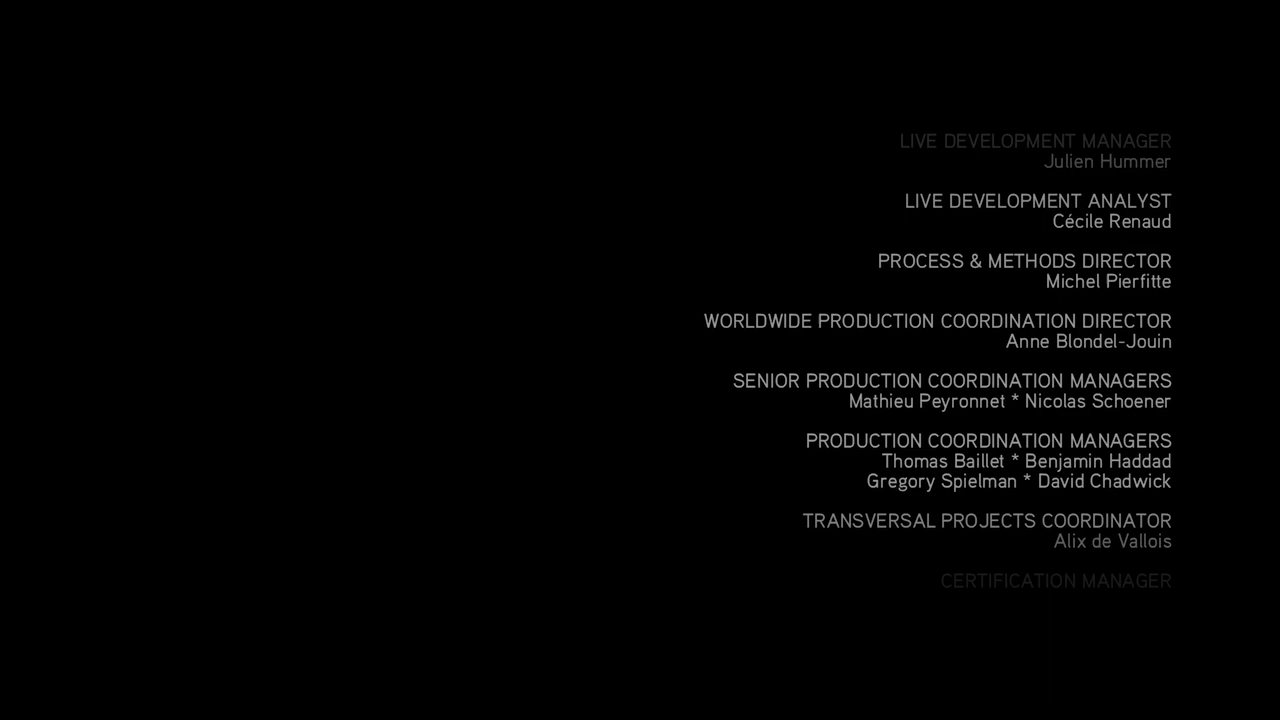 LIVE DEVELOPMENT MANAGER
Julien Hummer
LIVE DEVELOPMENT ANALYST
Cécile Renaud
PROCESS & METHODS DIRECTOR
Michel Pierfitte
WORLDWIDE PRODUCTION COORDINATION DIRECTOR
Anne Blondel-Jouin
SENIOR PRODUCTION COORDINATION MANAGERS
Mathieu Peyronnet * Nicolas Schoener
PRODUCTION COORDINATION MANAGERS
Thomas Baillet * Benjamin Haddad
Gregory Spielman * David Chadwick
TRANSVERSAL PROJECTS COORDINATOR
Alix de Vallois
CERTIFICATION MANAGER